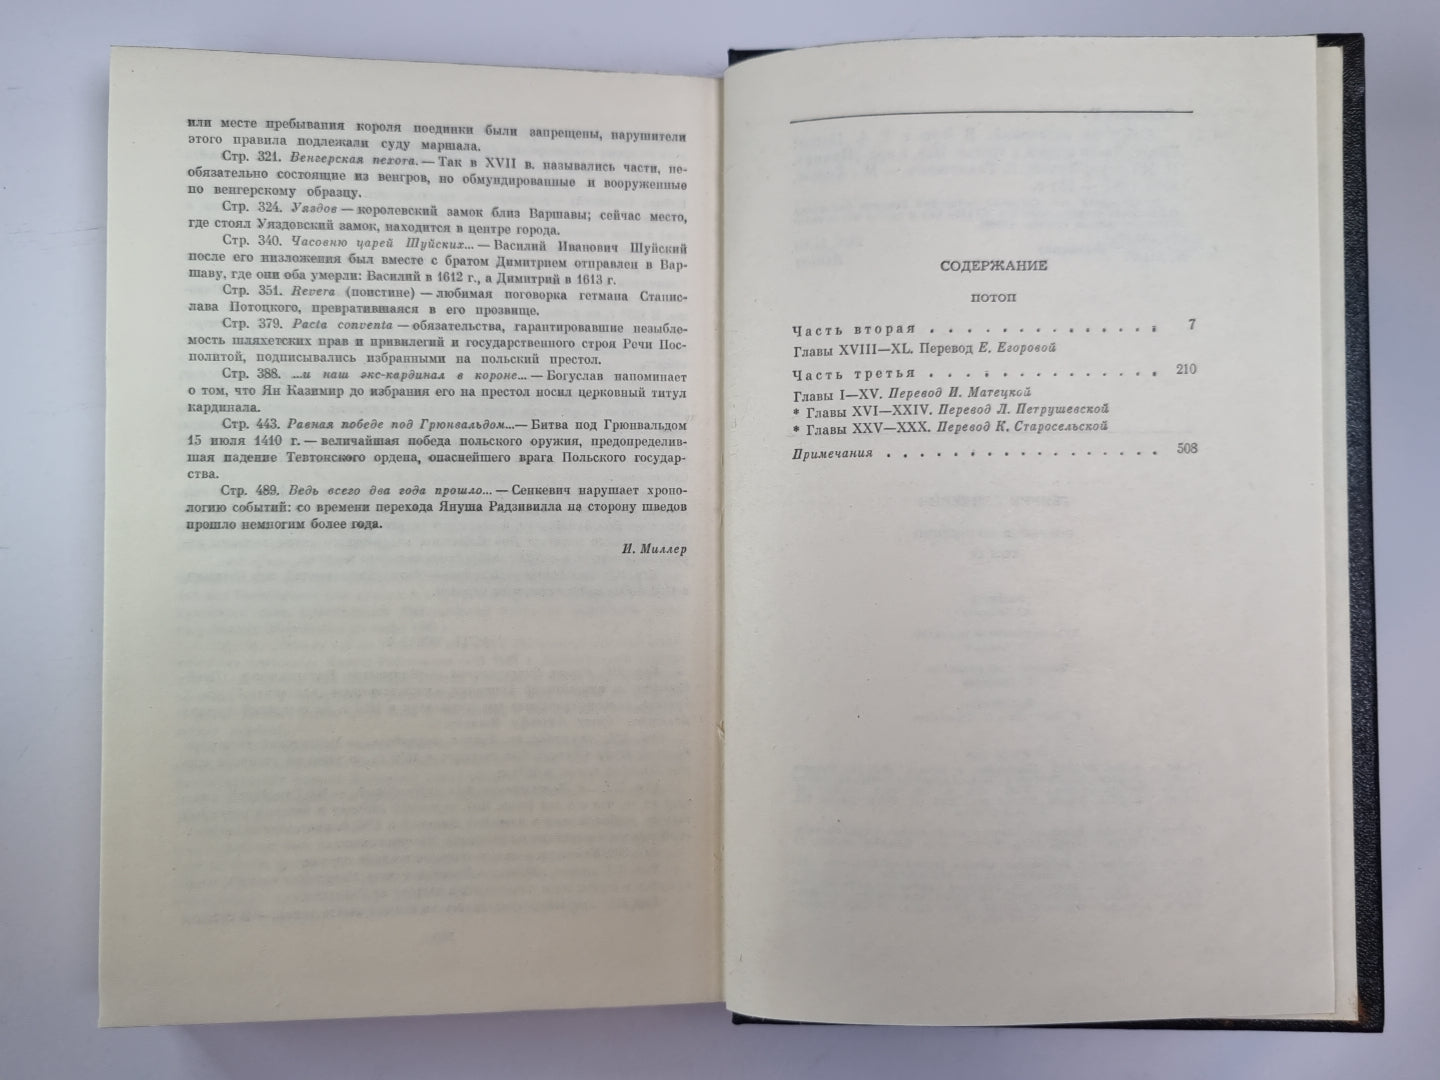 или месте пребывания короля поединки были запрещены, нарушители
этого правила подлежали суду маршала.
Стр. 321. Венгерская пехота. — Так в XVII в. назывались части, не-
обязательно состоящие из венгров, но обмундированные и вооруженные
по венгерскому образцу.
Стр. 324. Уяздов — королевский замок близ Варшавы; сейчас место,
где стоял Уяздовский замок, находится в центре города.
Стр. 340. Часовню царей Шуйских... — Василий Иванович Шуйский
после его низложения был вместе с братом Димитрием отправлен в Вар-
шаву, где они оба умерли: Василий в 1612 г., а Димитрий в 1613 г.
Стр. 351. Revera (поистине) — любимая поговорка гетмана Станис-
лава Потоцкого, превратившаяся в его прозвище.
Стр. 379. Pacta conventa — обязательства, гарантировавшие незыбле-
мость шляхетских прав и привилегий и государственного строя Речи Пос-
политой, подписывались избранными на польский престол.
Стр. 388. ...и наш экс-кардинал в короне... — Богуслав напоминает
о том, что Ян Казимир до избрания его на престол носил церковный титул
кардинала.
Стр. 443. Равная победе под Грюнвальдом...— Битва под Грюнвальдом
15 июля 1410 г. — величайшая победа польского оружия, предопределив-
шая падение Тевтонского ордена, опаснейшего врага Польского государ-
ства.
Стр. 489. Ведь всего два года прошло... — Сенкевич нарушает хроно-
логию событий: со времени перехода Януша Радзивилла на сторону шведов
прошло немногим более года.
И. Миллер
СОДЕРЖАНИЕ
ПОТОП
Часть вторая . . . . . . . . . . . . . 7
Главы XVIII—XL. Перевод Е. Егоровой
Часть третья . . . . . . . . . . . . . 210
Главы I—XV. Перевод И. Матецкой
* Главы XVI—XXIV. Перевод Л. Петрушевской
* Главы XXV—XXX. Перевод К. Старосельской
Примечания . . . . . . . . . . . . . . . . 508